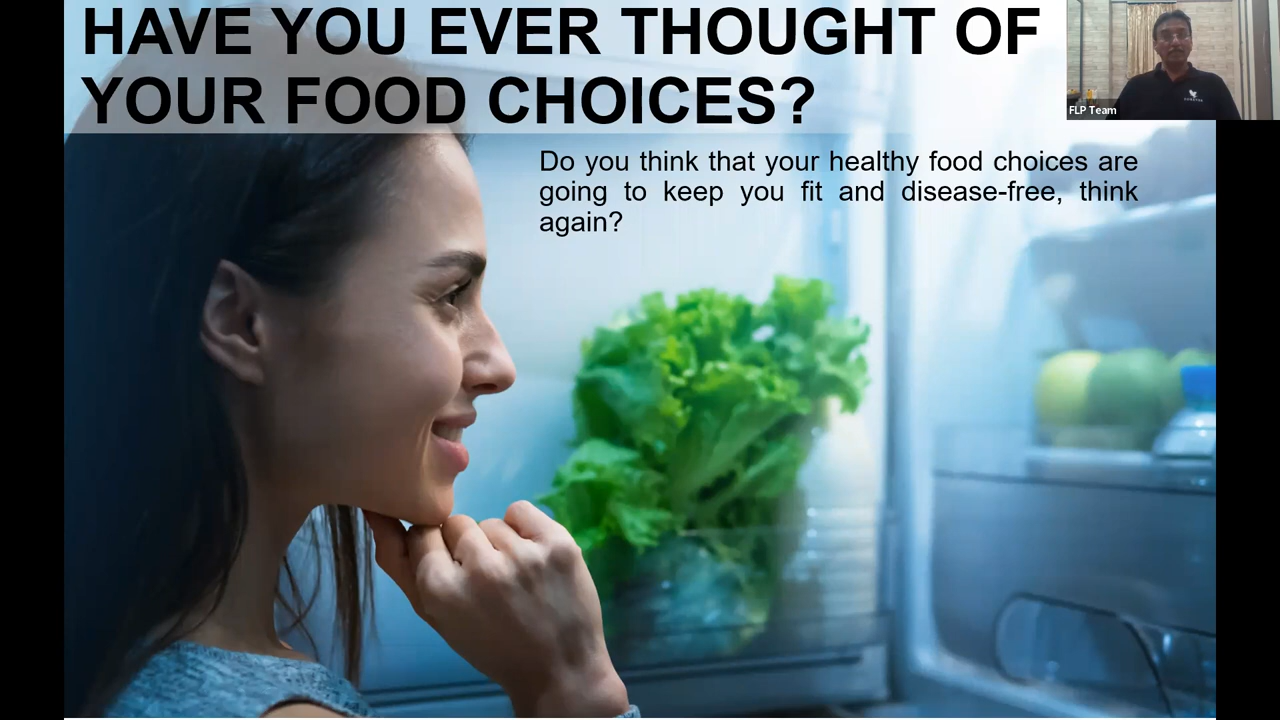 HAVE YOU EVER THOUGHT OF
YOUR FOOD CHOICES?
FLP Team
Do you think that your healthy food choices are
going to keep you fit and disease-free, think
again?